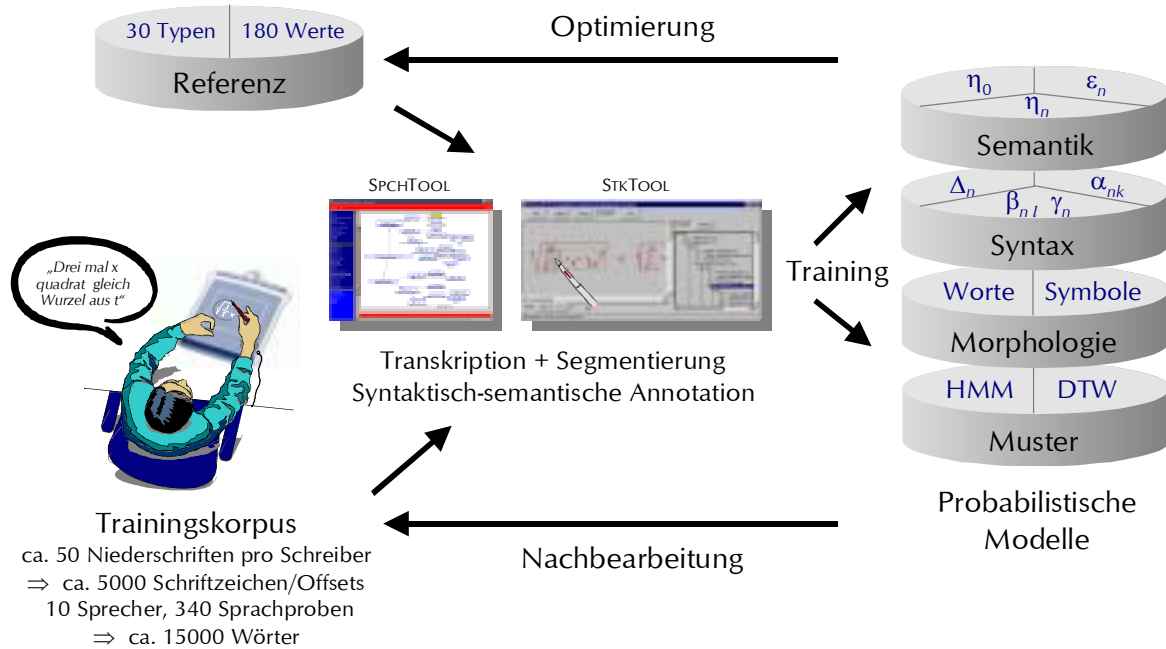 30 Typen 180 Werte
Referenz
Optimierung
η0 εn
ηn
Semantik
Δn αnk
βn l γn
Syntax
Worte Symbole
Morphologie
HMM DTW
Muster
Probabilistische
Modelle
SPCHTOOL STKTOOL
Training
Transkription + Segmentierung
Syntaktisch-semantische Annotation
„Drei mal x
quadrat gleich
Wurzel aus t“
Trainingskorpus
ca. 50 Niederschriften pro Schreiber
⇒ ca. 5000 Schriftzeichen/Offsets
10 Sprecher, 340 Sprachproben
⇒ ca. 15000 Wörter
Nachbearbeitung